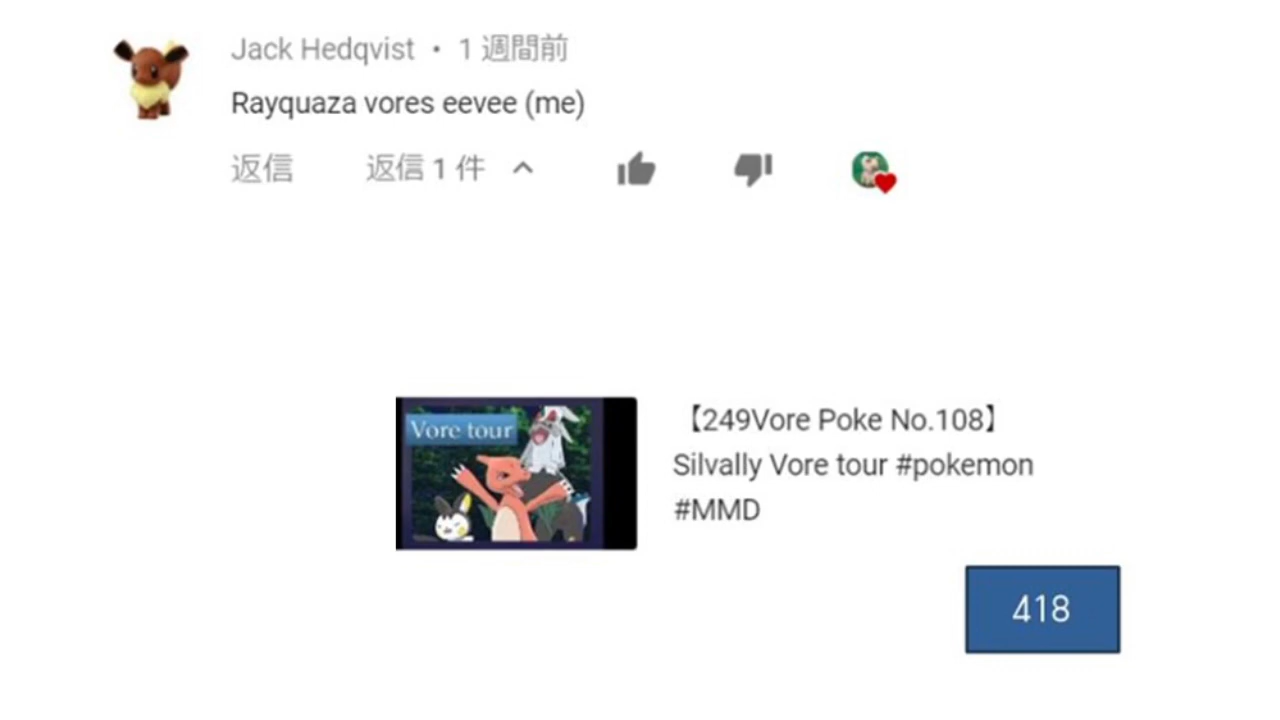 Jack Hedqvist • 1 週間前
Rayquaza vores eevee (me)
返信 返信 1 件
Vore tour
【249Vore Poke No.108】
Silvally Vore tour #pokemon
#MMD
418